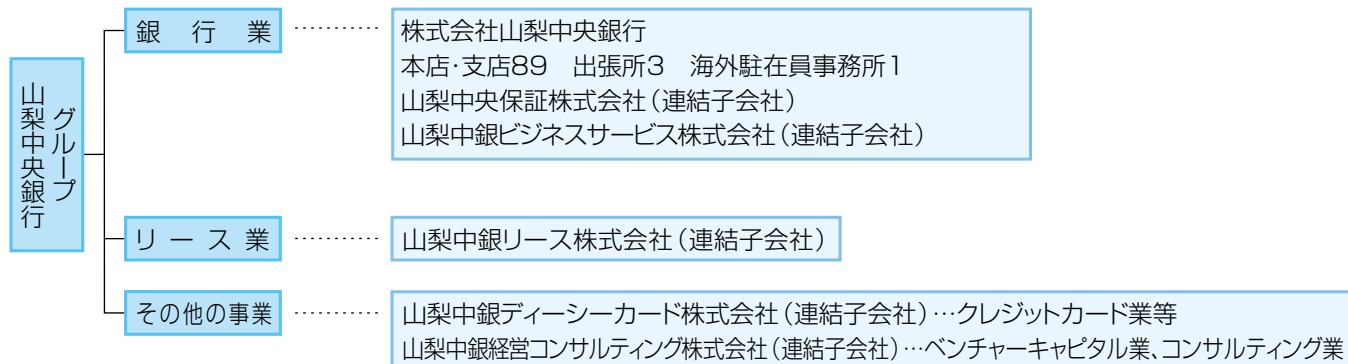 山梨中央銀行
グループ
銀行業 ………… 株式会社山梨中央銀行
本店・支店89　出張所3　海外駐在員事務所1
山梨中央保証株式会社（連結子会社）
山梨中銀ビジネスサービス株式会社（連結子会社）
リース業 ………… 山梨中銀リース株式会社（連結子会社）
その他の事業 ………… 山梨中銀ディーシーカード株式会社（連結子会社）…クレジットカード業等
山梨中銀経営コンサルティング株式会社（連結子会社）…ベンチャーキャピタル業、コンサルティング業